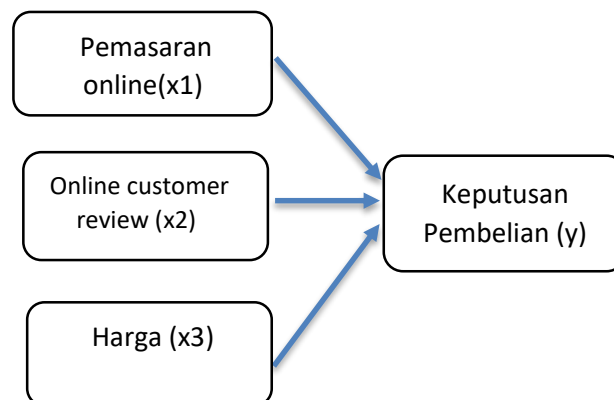 Pemasaran
online(x1)
Online customer
review (x2)
Harga (x3)
Keputusan
Pembelian (y)